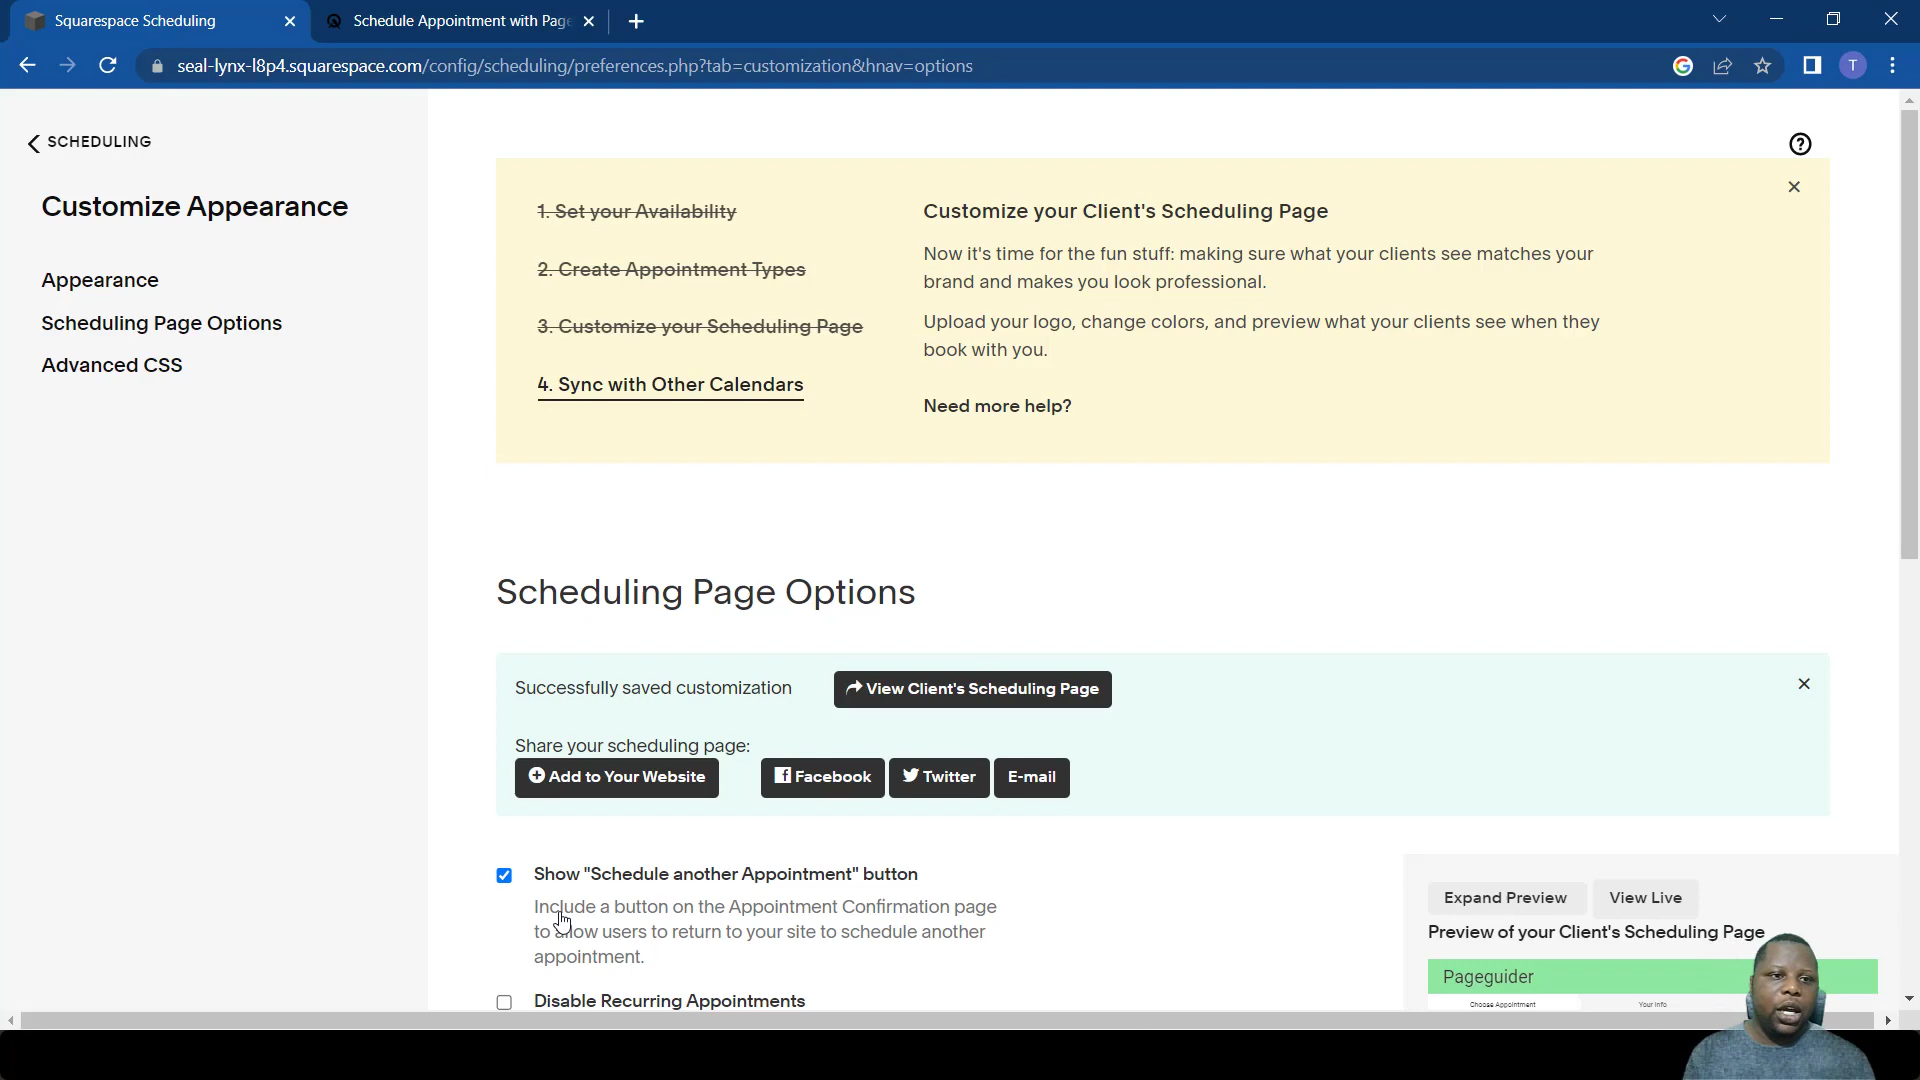 Squarespace Scheduling
Schedule Appointment with Pag
seal-lynx-l8p4.squarespace.com/config/scheduling/preferences.php?tab=customization&hnav=options
T
SCHEDULING
Customize Appearance
Appearance
Scheduling Page Options
Advanced CSS
1. Set your Availability
2. Create Appointment Types
3. Customize your Scheduling Page
4. Sync with Other Calendars
Customize your Client's Scheduling Page
Now it's time for the fun stuff: making sure what your clients see matches your
brand and makes you look professional.
Upload your logo, change colors, and preview what your clients see when they
book with you.
Need more help?
Scheduling Page Options
Successfully saved customization
View Client's Scheduling Page
Share your scheduling page:
Add to Your Website
Facebook
Twitter
E-mail
Show "Schedule another Appointment" button
Include a button on the Appointment Confirmation page
to allow users to return to your site to schedule another
appointment.
Disable Recurring Appointments
Expand Preview
View Live
Preview of your Client's Scheduling Page
Pageguider
Choose Appointment
Your Info